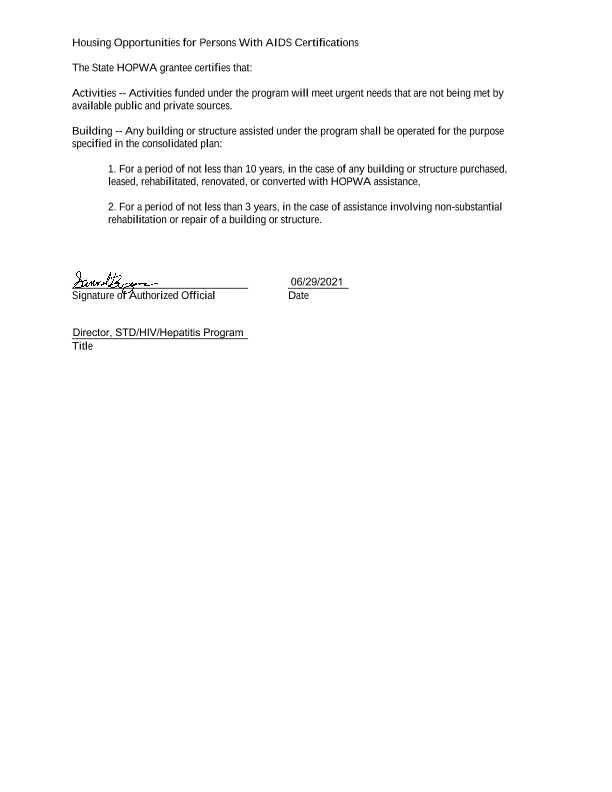 Housing Opportunities for Persons With AIDS Certifications
The State HOPWA grantee certifies that:
Activities -- Activities funded under the program will meet urgent needs that are not being met by
available public and private sources.
Building -- Any building or structure assisted under the program shall be operated for the purpose
specified in the consolidated plan:
1. For a period of not less than 10 years, in the case of any building or structure purchased,
leased, rehabilitated, renovated, or converted with HOPWA assistance,
2. For a period of not less than 3 years, in the case of assistance involving non-substantial
rehabilitation or repair of a building or structure.
06/29/2021
Signature of Authorized Official Date
Director, STD/HIV/Hepatitis Program
Title